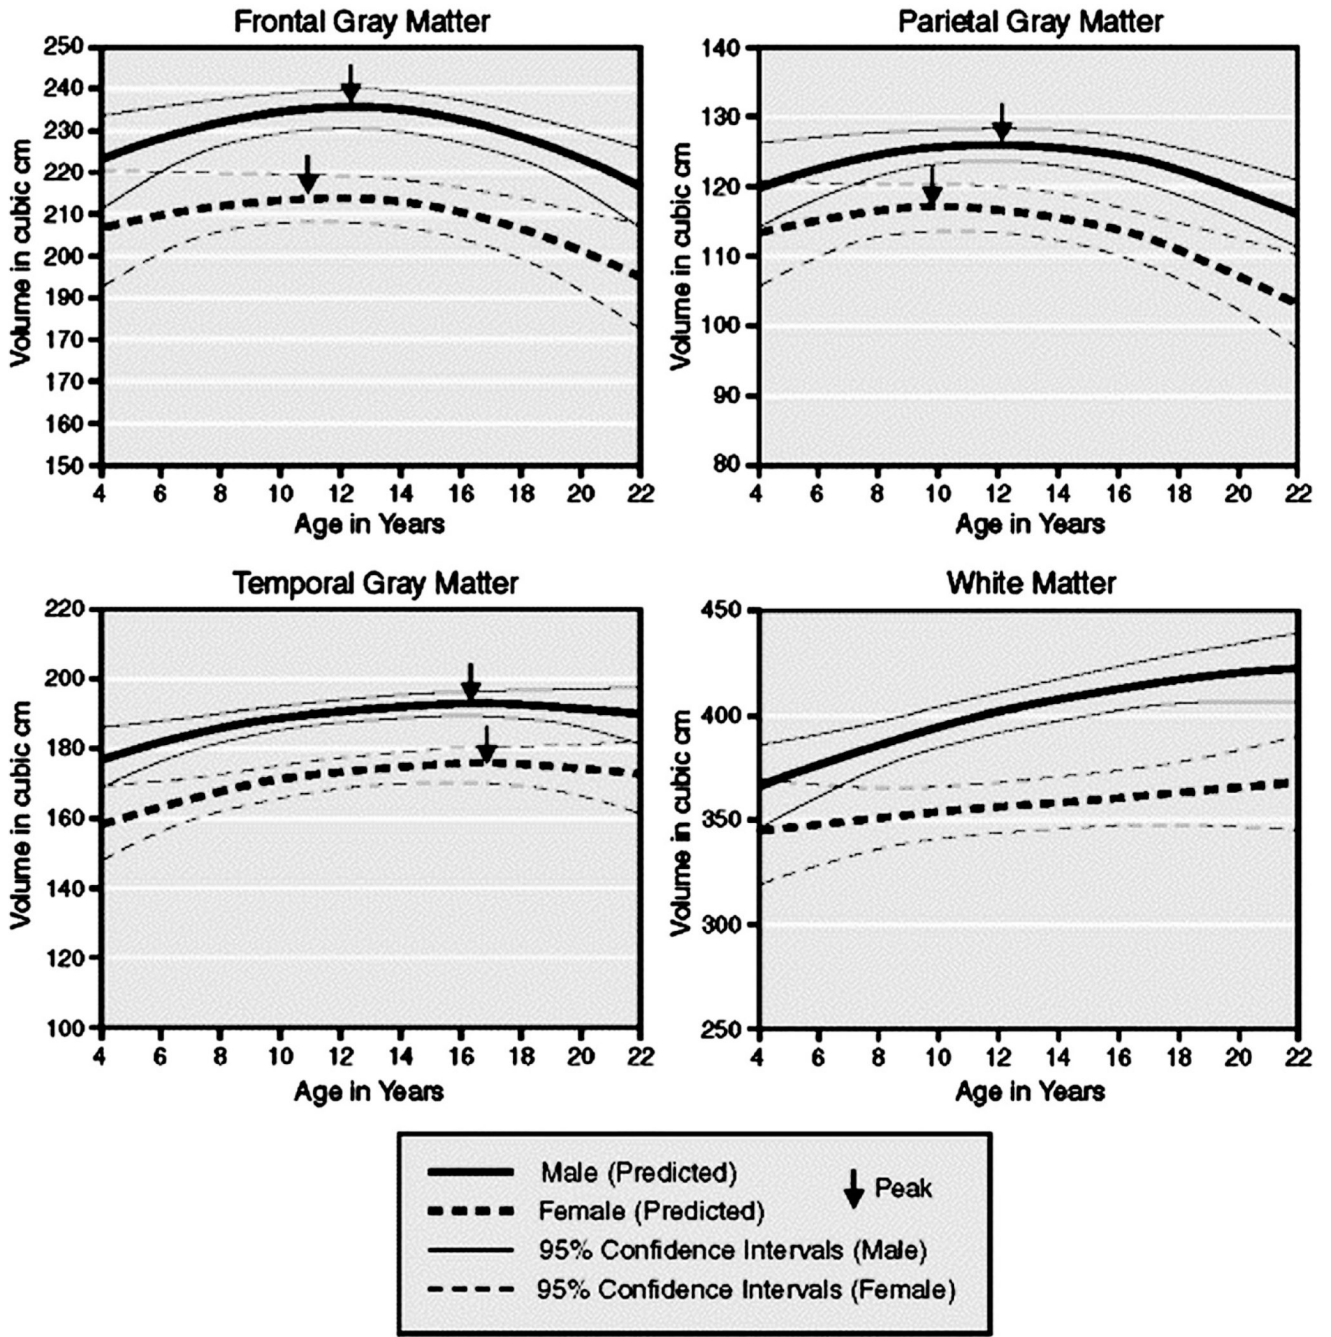 Frontal Gray Matter
Volume in cubic cm
250
240
230
220
210
200
190
170
170
160
150
4 6 8 10 12 14 16 18 20 22
Age in Years
Parietal Gray Matter
Volume in cubic cm
140
130
120
110
100
90
80
4 6 8 10 12 14 16 18 20 22
Age in Years
Temporal Gray Matter
Volume in cubic cm
220
200
180
160
140
120
100
4 6 8 10 12 14 16 18 20 22
Age in Years
White Matter
Volume in cubic cm
450
400
350
300
250
4 6 8 10 12 14 16 18 20 22
Age in Years
Male (Predicted)
Peak
Female (Predicted)
95% Confidence Intervals (Male)
95% Confidence Intervals (Female)